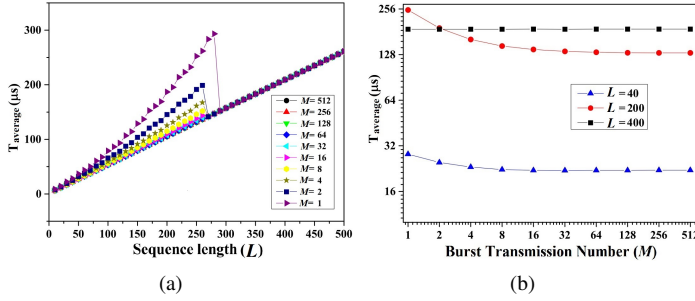 300
200
100
0
T average (µs)
0 50 100 150 200 250 300 350 400 450 500
Sequence length (L)
M= 512
M= 256
M= 128
M= 64
M= 32
M= 16
M= 8
M= 4
M= 2
M= 1
(a)
256
128
64
32
16
T average (µs)
1 2 4 8 16 32 64 128 256 512
Burst Transmission Number (M)
L = 40
L = 200
L = 400
(b)